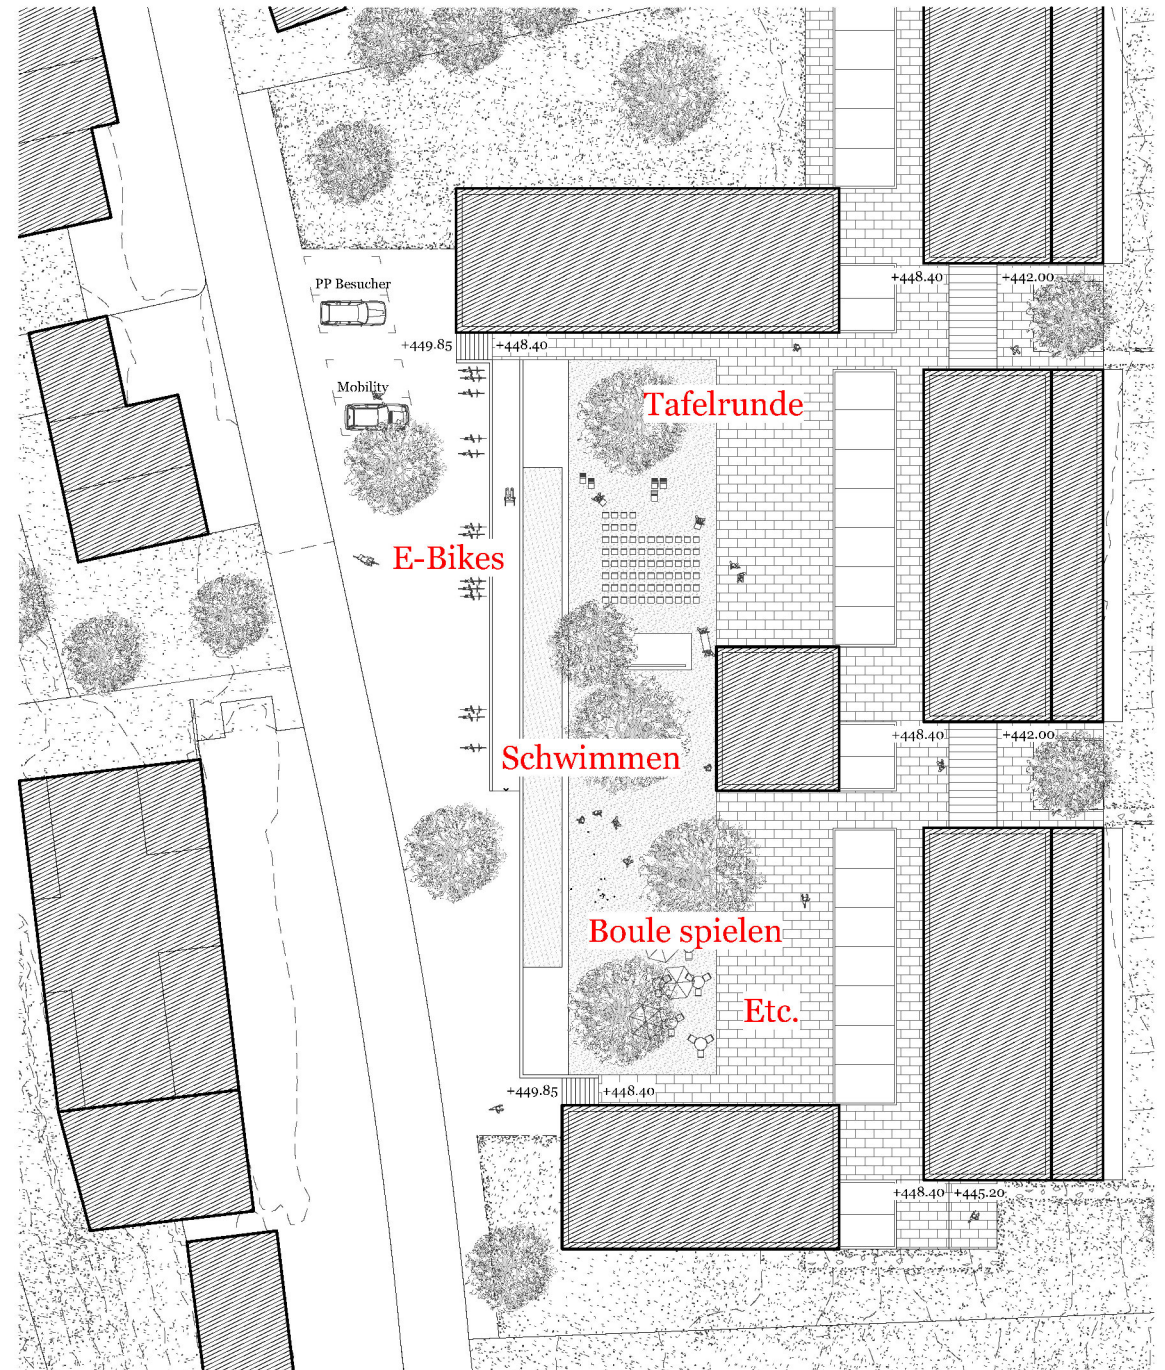 +448.40 +442.00
PP Besucher
+449.85 +448.40
Mobility
Tafelrunde
E-Bikes
+448.40 +442.00
Schwimmen
Boule spielen
Etc.
+449.85 +448.40
+448.40 +445.20